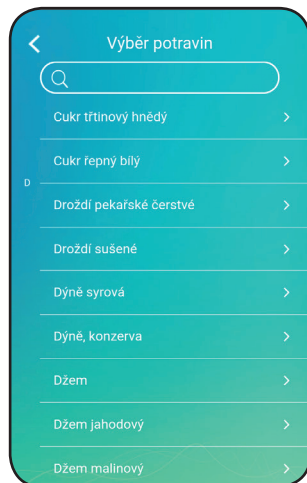 Výběr potravin
Cukr třtinový hnědý
Cukr řepný bílý
D
Droždí pekařské čerstvé
Droždí sušené
Dýně syrová
Dýně, konzerva
Džem
Džem jahodový
Džem malinový